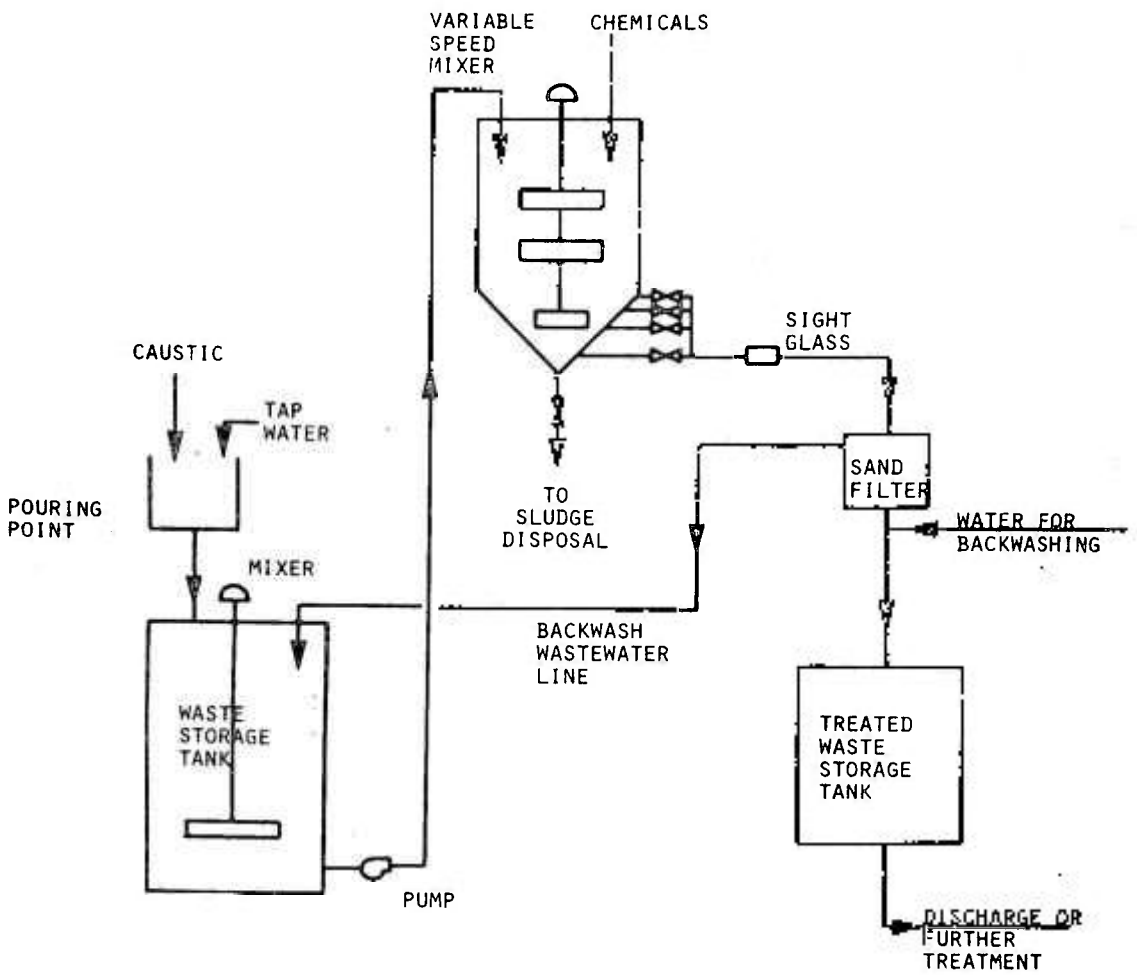 VARIABLE
SPEED
MIXER
CHEMICALS
SIGHT
GLASS
CAUSTIC
TAP
WATER
SAND
FILTER
POURING
POINT
TO
SLUDGE
DISPOSAL
WATER FOR
BACKWASHING
MIXER
BACKWASH
WASTEWATER
LINE
WASTE
STORAGE
TANK
TREATED
WASTE
STORAGE
TANK
PUMP
DISCHARGE OR
FURTHER
TREATMENT